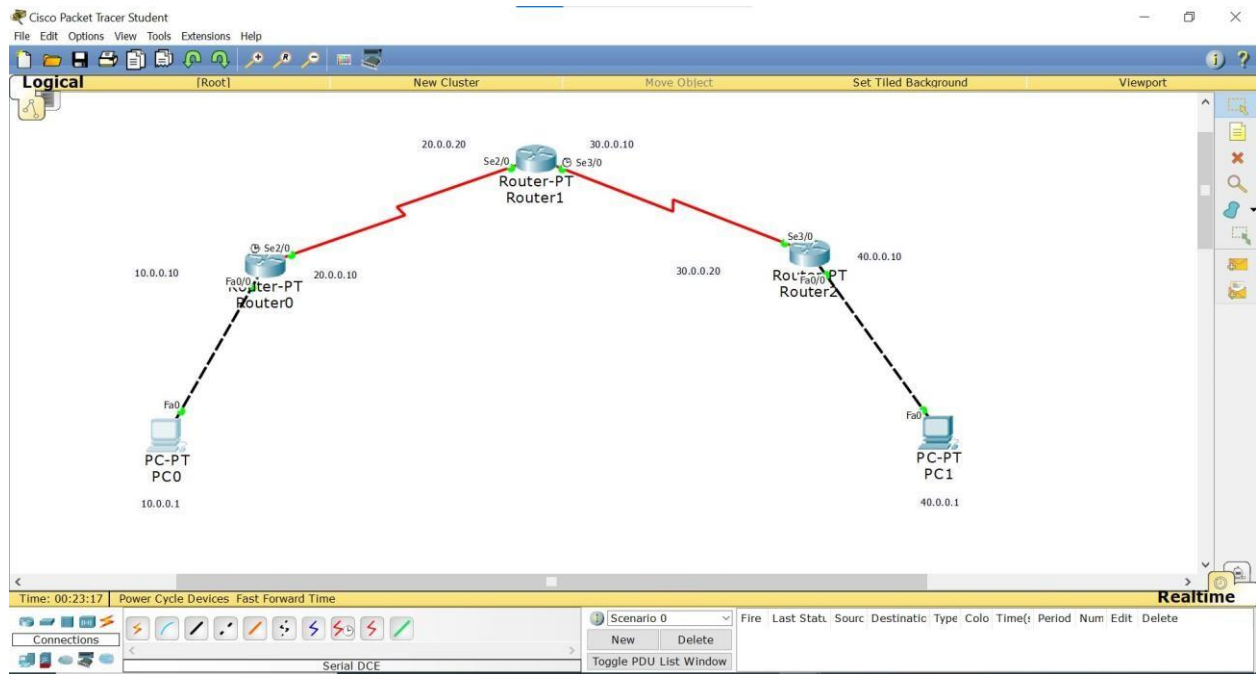 Cisco Packet Tracer Student
File Edit Options View Tools Extensions Help
Logical [Root] New Cluster Move Object Set Tiled Background Viewport
20.0.0.20 30.0.0.10
Se2/0 Se3/0
Router-PT
Router1
Se2/0 Se3/0
10.0.0.10 20.0.0.10 30.0.0.20 40.0.0.10
Fa0/0 Router-PT
Router0
Router-PT Fa0/0
Router2
Fa0
PC-PT
PC0
10.0.0.1
Fa0
PC-PT
PC1
40.0.0.1
Time: 00:23:17 Power Cycle Devices Fast Forward Time Realtime
Connections
Serial DCE
Scenario 0
New Delete
Toggle PDU List Window
Fire Last Statu Sourc Destinatic Type Colo Time(s Period Num Edit Delete